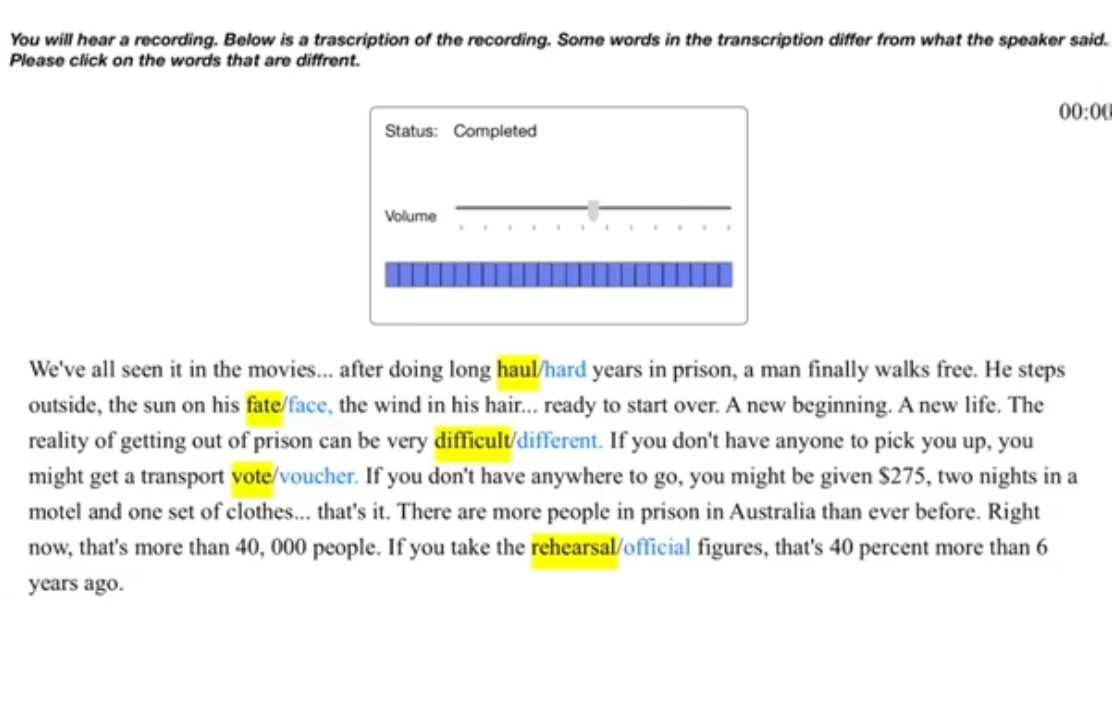 You will hear a recording. Below is a trascription of the recording. Some words in the transcription differ from what the speaker said.
Please click on the words that are diffrent.
00:00
Status: Completed
Volume
We've all seen it in the movies... after doing long haul/hard years in prison, a man finally walks free. He steps
outside, the sun on his fate/face, the wind in his hair... ready to start over. A new beginning. A new life. The
reality of getting out of prison can be very difficult/different. If you don't have anyone to pick you up, you
might get a transport vote/voucher. If you don't have anywhere to go, you might be given $275, two nights in a
motel and one set of clothes... that's it. There are more people in prison in Australia than ever before. Right
now, that's more than 40, 000 people. If you take the rehearsal/official figures, that's 40 percent more than 6
years ago.